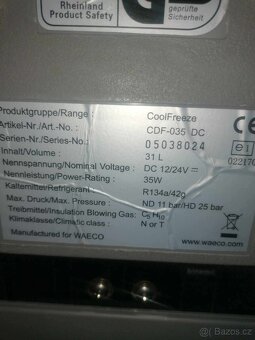 Rheinland
Product Safety
geprüfte
Sicherheit
Produktgruppe/Range : CoolFreeze
Artikel-Nr./Art.-No. : CDF-035 DC
Serien-Nr./Series-No.: 05038024
Inhalt/Volume : 31 L
Nennspannung/Nominal Voltage : DC 12/24V
Nennleistung/Power-Rating : 35W
Kältemittel/Refrigerant : R134a/42g
Max. Druck/Max. Pressure : ND 11 bar/HD 25 bar
Treibmittel/Insulation Blowing Gas: C5H10
Klimaklasse/Climatic class : N or T
Manufactured for WAECO
CE
e1
www.waeco.com
Bazos.cz